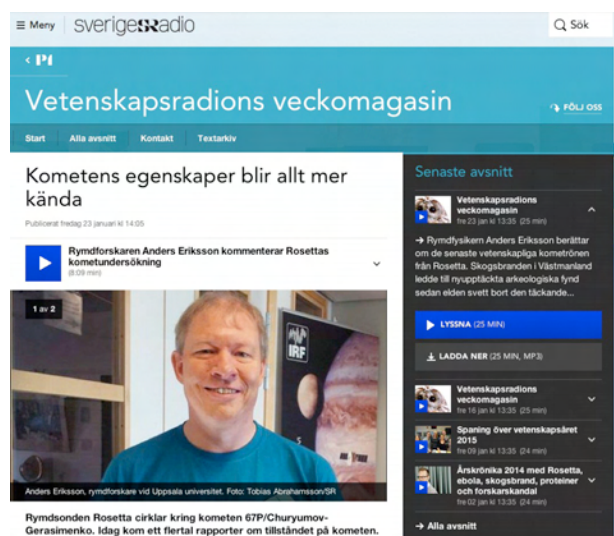 ≡ Meny sverigesRadio
Sök
< P1
Vetenskapsradions veckomagasin
FÖLJ OSS
Start Alla avsnitt Kontakt Textarkiv
Kometens egenskaper blir allt mer
kända
Publicerat fredag 23 januari kl 14:05
Rymdforskaren Anders Eriksson kommenterar Rosettas
kometundersökning
(8:09 min)
1 av 2
IRF
Anders Eriksson, rymdforskare vid Uppsala universitet. Foto: Tobias Abrahamsson/SR
Rymdsonden Rosetta cirklar kring kometen 67P/Churyumov-
Gerasimenko. Idag kom ett flertal rapporter om tillståndet på kometen.
Senaste avsnitt
Vetenskapsradions
veckomagasin
fre 23 jan kl 13:35 (25 min)
→ Rymdfysikern Anders Eriksson berättar
om de senaste vetenskapliga kometrönen
från Rosetta. Skogsbranden i Västmanland
ledde till nyupptäckta arkeologiska fynd
sedan elden svett bort den täckande...
LYSSNA (25 MIN)
LADDA NER (25 MIN, MP3)
Vetenskapsradions
veckomagasin
fre 16 jan kl 13:35 (25 min)
Spaning över vetenskapsåret
2015
fre 09 jan kl 13:35 (24 min)
Årskrönika 2014 med Rosetta,
ebola, skogsbrand, proteiner
och forskarskandal
fre 02 jan kl 13:35 (24 min)
→ Alla avsnitt